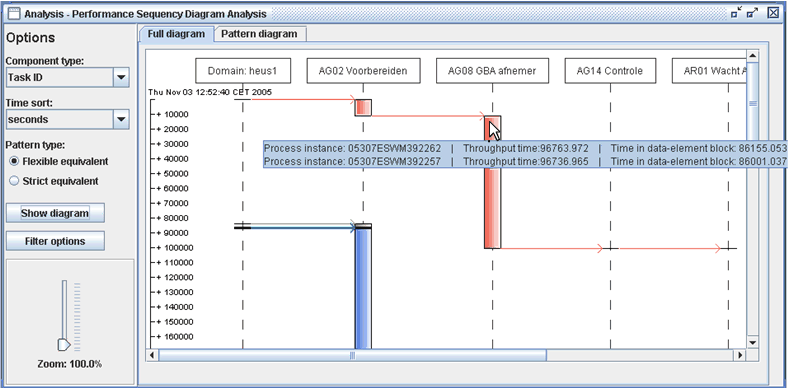 Analysis - Performance Sequency Diagram Analysis
Options
Component type:
Task ID
Time sort:
seconds
Pattern type:
Flexible equivalent
Strict equivalent
Show diagram
Filter options
Zoom: 100.0%
Full diagram
Pattern diagram
Domain: heus1
AG02 Voorbereiden
AG08 GBA afnemer
AG14 Controle
AR01 Wacht A
Thu Nov 03 12:52:40 CET 2005
+ 10000
+ 20000
+ 30000
Process instance: 05307ESWM392262 | Throughput time:96763.972 | Time in data-element block: 86155.053
+ 40000
Process instance: 05307ESWM392257 | Throughput time:96736.965 | Time in data-element block: 86001.037
+ 50000
+ 60000
+ 70000
+ 80000
+ 90000
+ 100000
+ 110000
+ 120000
+ 130000
+ 140000
+ 150000
+ 160000